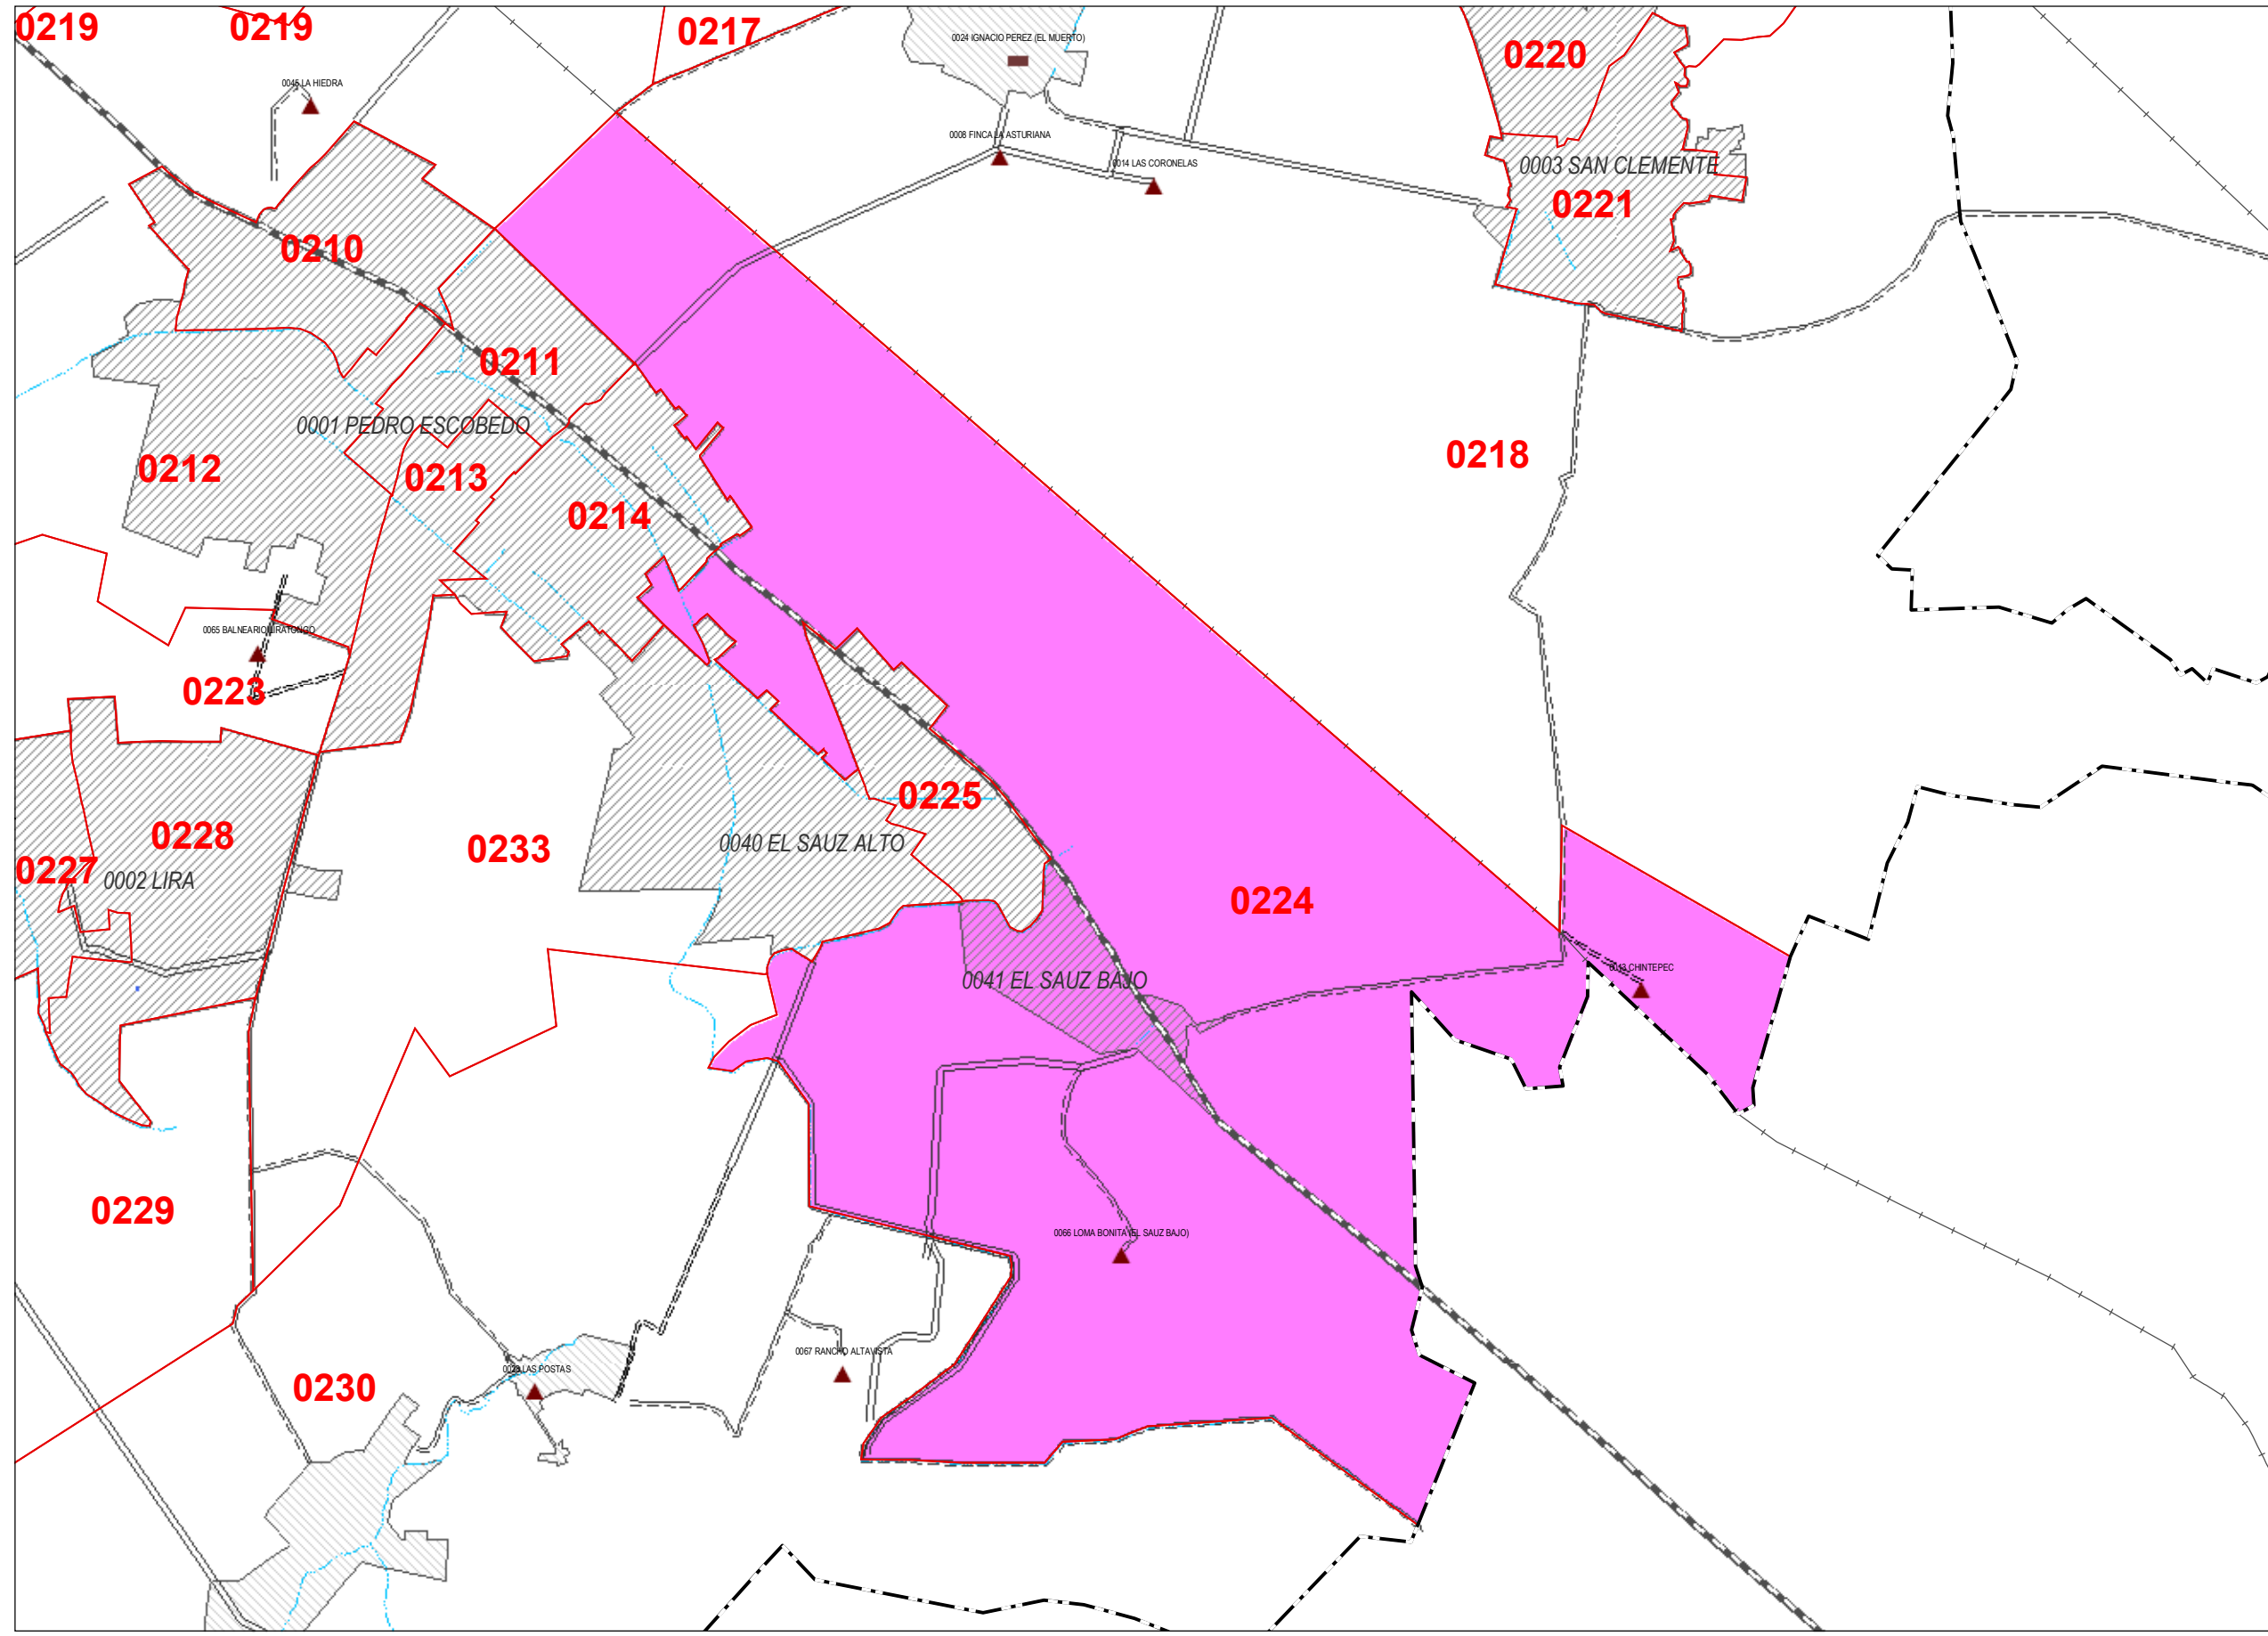 0219
0219
0217
0024 IGNACIO PEREZ (EL MUERTO)
0220
0045 LA HIEDRA
0008 FINCA LA ASTURIANA
0014 LAS CORONELAS
0003 SAN CLEMENTE
0221
0210
0211
0001 PEDRO ESCOBEDO
0212
0213
0214
0218
0065 BALNEARIO URATONGO
0223
0225
0228
0040 EL SAUZ ALTO
0233
0227
0002 LIRA
0224
0013 CHINTEPEC
0041 EL SAUZ BAJO
0229
0066 LOMA BONITA (EL SAUZ BAJO)
0067 RANCHO ALTAVISTA
LAS POSTAS
0230